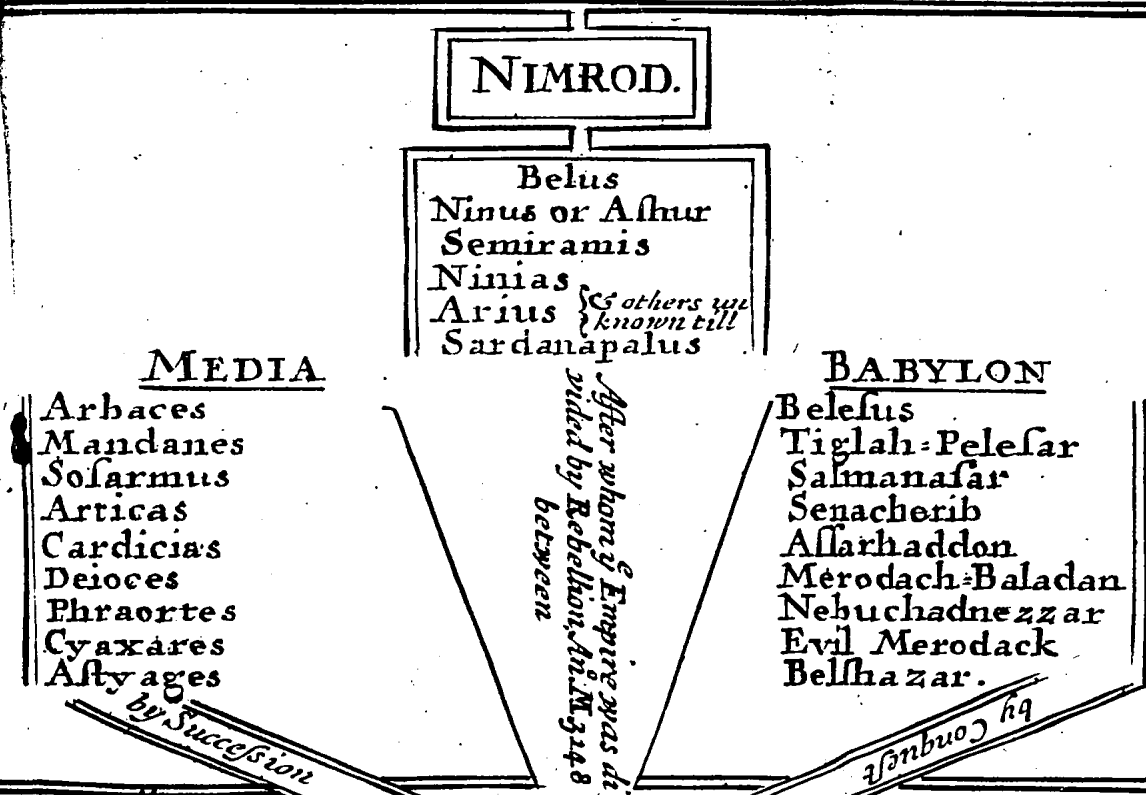 NIMROD.
Belus
Ninus or Aſhur
Semiramis
Ninias
Arius {& others un
known till
Sardanapalus
After whom yͤ Empire was di
vided by Rebellion, An.º M. 3148
between
MEDIA
Arbaces
Mandanes
Soſarmus
Articas
Cardicias
Deioces
Phraortes
Cyaxares
Aſtyages
by Succeſsion
BABYLON
Beleſus
Tiglah=Peleſar
Salmanaſar
Senacherib
Aſſarhaddon
Merodach=Baladan
Nebuchadnezzar
Evil Merodack
Belſhazar.
by Conqueſt